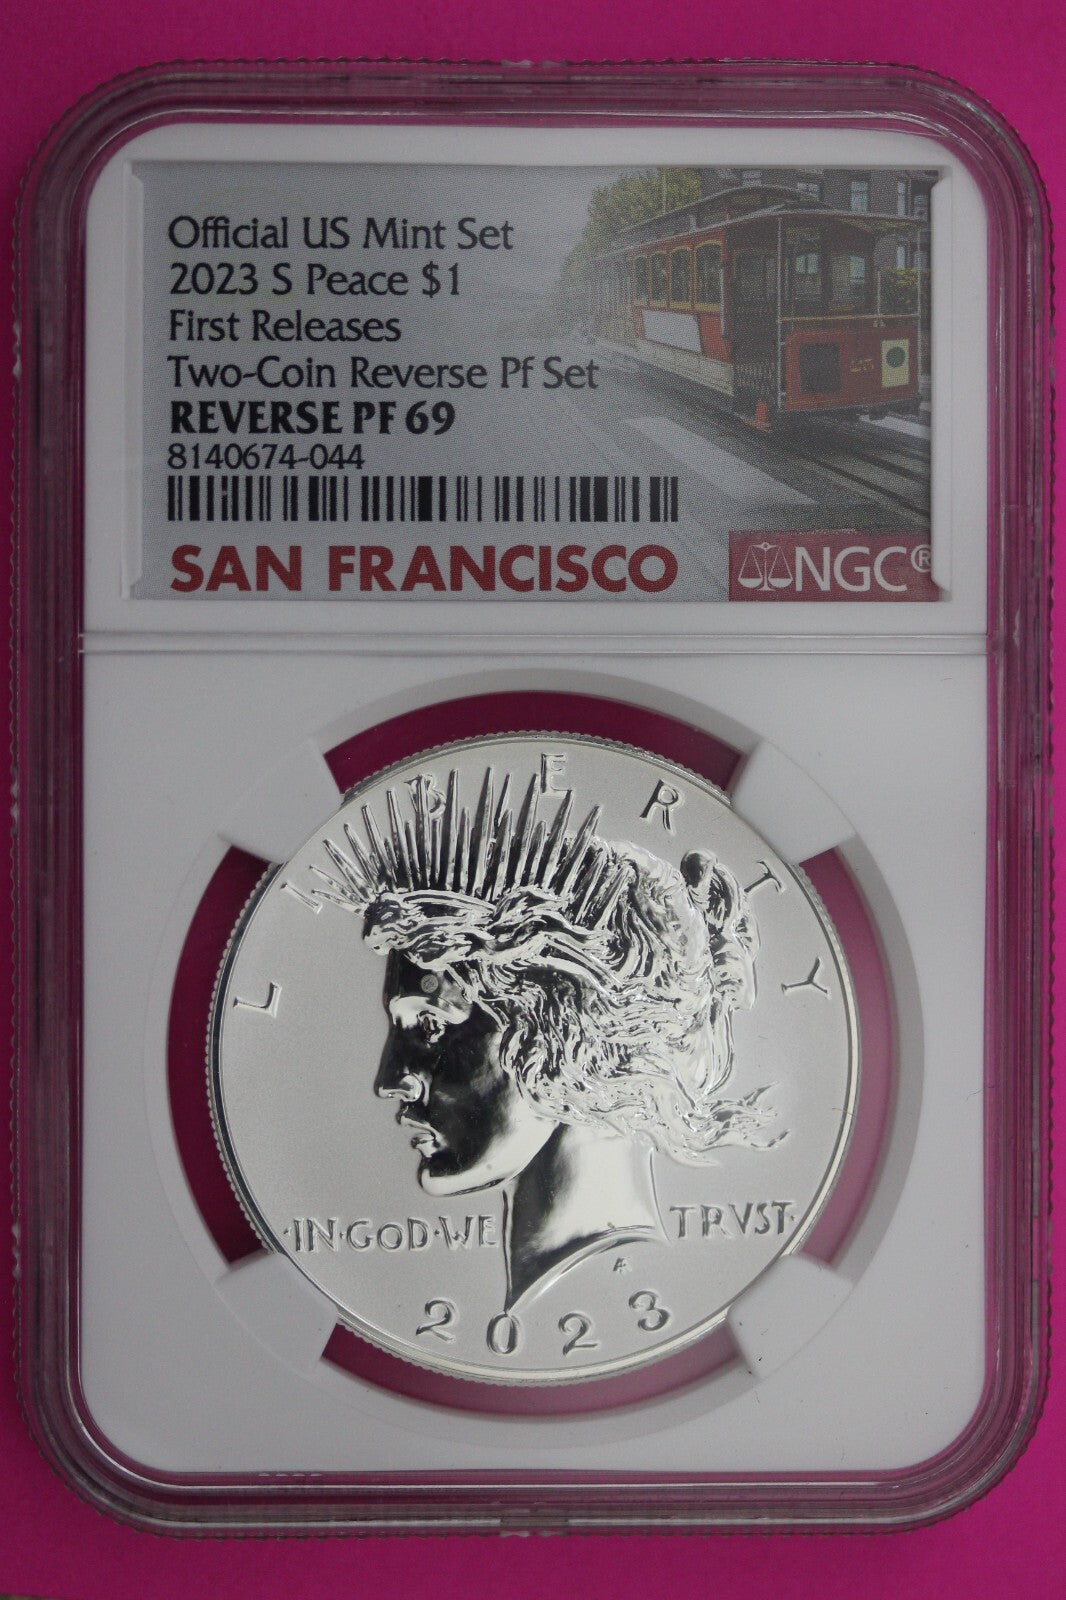 Official US Mint Set
2023 S Peace $1
First Releases
Two-Coin Reverse Pf Set
REVERSE PF 69
8140674-044
SAN FRANCISCO
NGC®
LIBERTY
·IN·GOD·WE TRVST·
A
2023